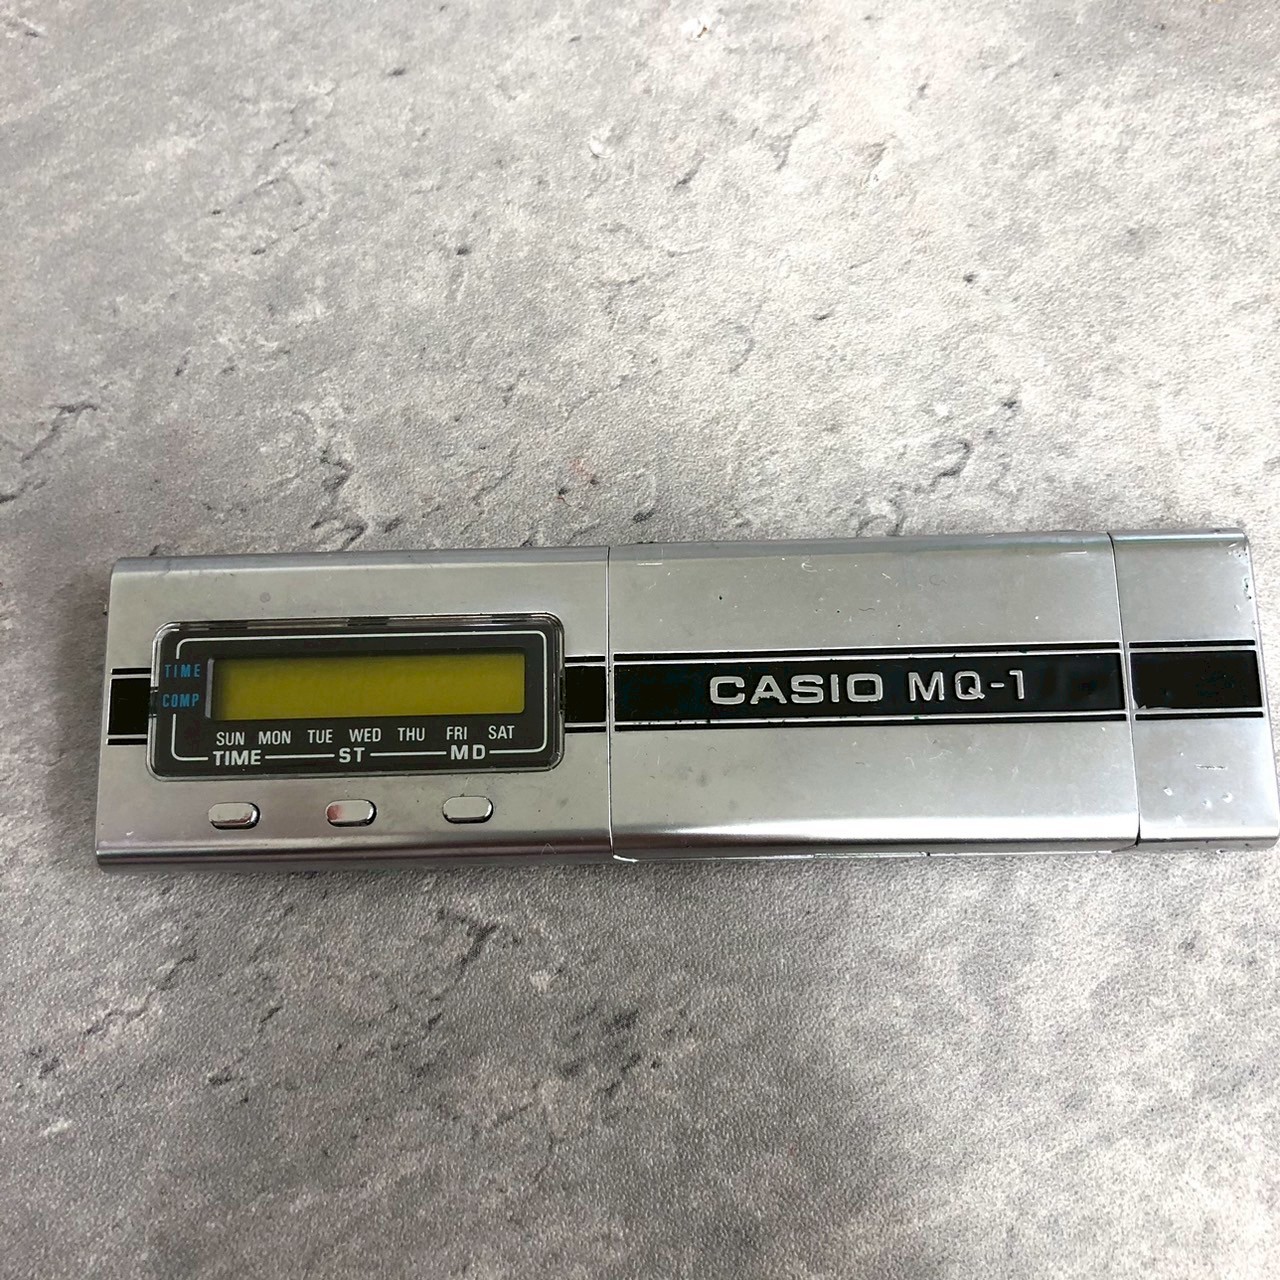 TIME
COMP
SUN MON TUE WED THU FRI SAT
TIME ST MD
CASIO MQ-1